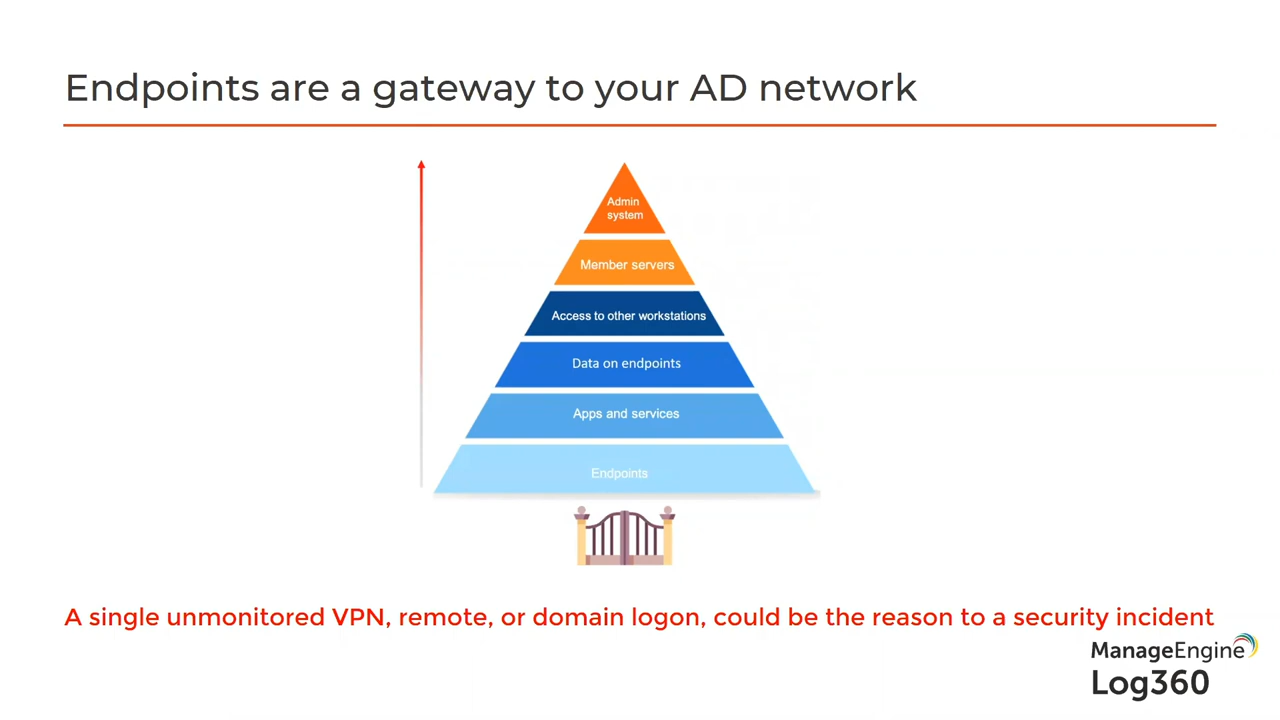 Endpoints are a gateway to your AD network
Admin
system
Member servers
Access to other workstations
Data on endpoints
Apps and services
Endpoints
A single unmonitored VPN, remote, or domain logon, could be the reason to a security incident
ManageEngine
Log360